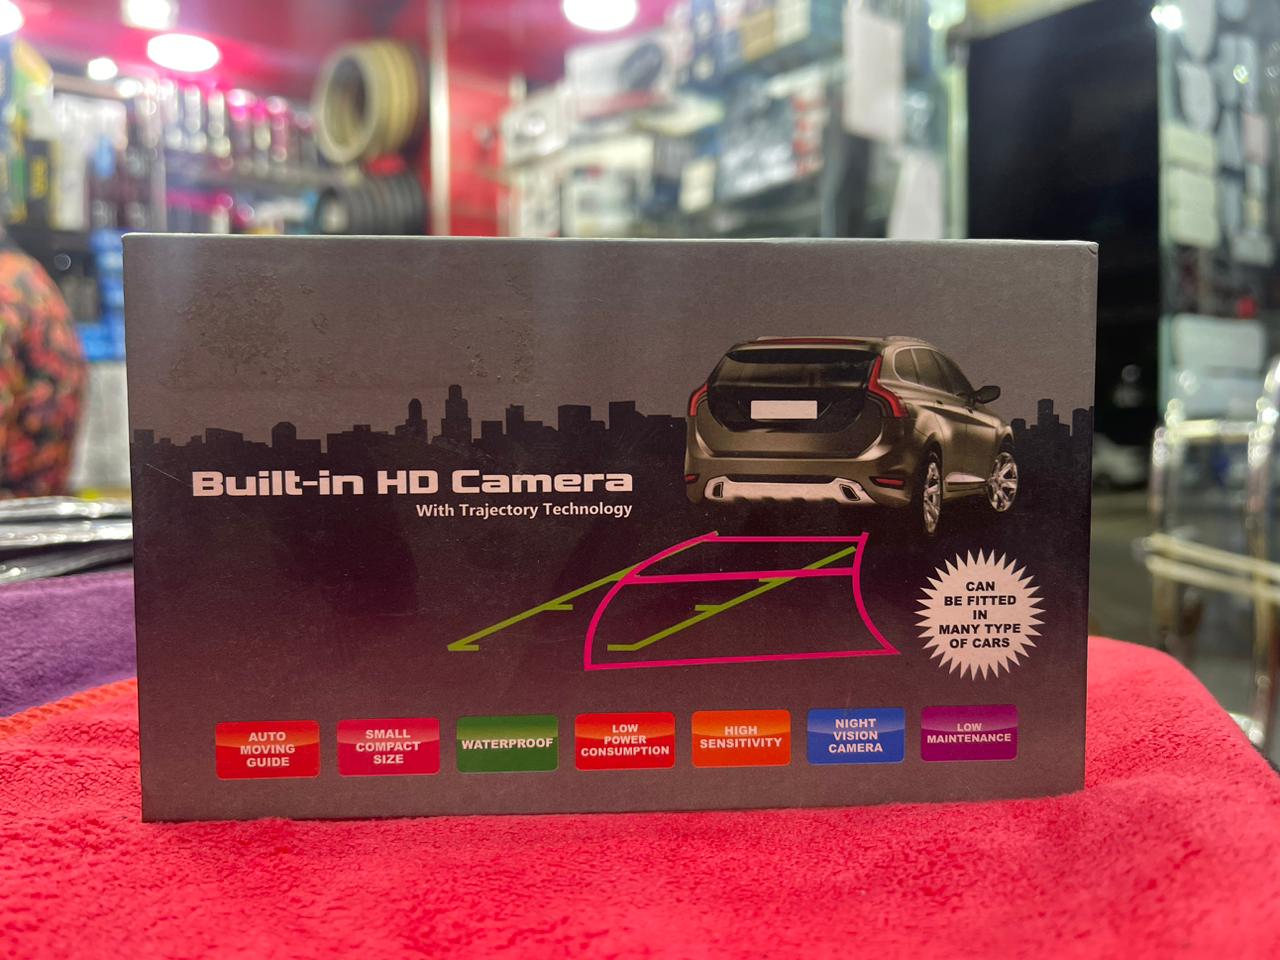 Built-in HD Camera
With Trajectory Technology
CAN
BE FITTED
IN
MANY TYPE
OF CARS
AUTO
MOVING
GUIDE
SMALL
COMPACT
SIZE
WATERPROOF
LOW
POWER
CONSUMPTION
HIGH
SENSITIVITY
NIGHT
VISION
CAMERA
LOW
MAINTENANCE